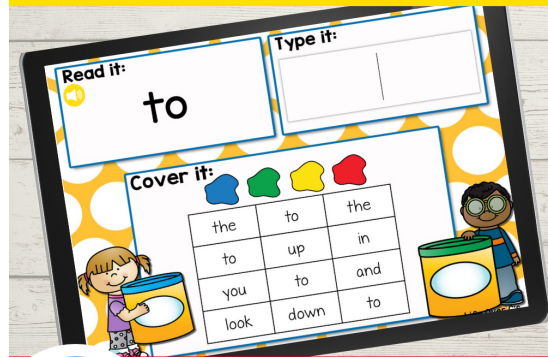 Read it:
to
Type it:
Cover it:
the to the
to up in
you to and
look down to